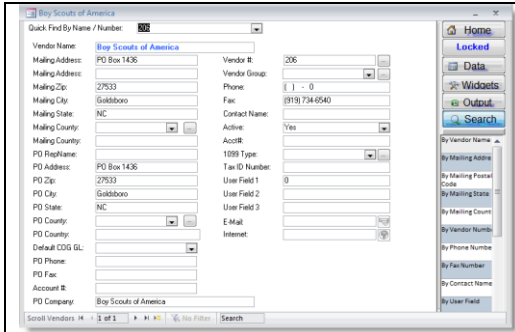 Boy Scouts of America
Quick Find By Name / Number: 206
Vendor Name: Boy Scouts of America
Mailing Address: PO Box 1436 Vendor #: 206
Mailing Address: Vendor Group:
Mailing Zip: 27533 Phone: ( ) - 0
Mailing City: Goldsboro Fax: (919) 734-6540
Mailing State: NC Contact Name:
Mailing County: Active: Yes
Mailing Country: Acct#:
PO RepName: 1099 Type:
PO Address: PO Box 1436 Tax ID Number:
PO Zip: 27533 User Field 1 0
PO City: Goldsboro User Field 2
PO State: NC User Field 3
PO County: E-Mail:
PO Country: Internet:
Default COG GL:
PO Phone:
PO Fax:
Account #:
PO Company: Boy Scouts of America
Scroll Vendors 1 of 1 No Filter Search
Home
Locked
Data
Widgets
Output
Search
By Vendor Name
By Mailing Addre
By Mailing Postal
Code
By Mailing State
By Mailing Count
By Vendor Numb
By Phone Numbe
By Fax Number
By Contact Name
By User Field